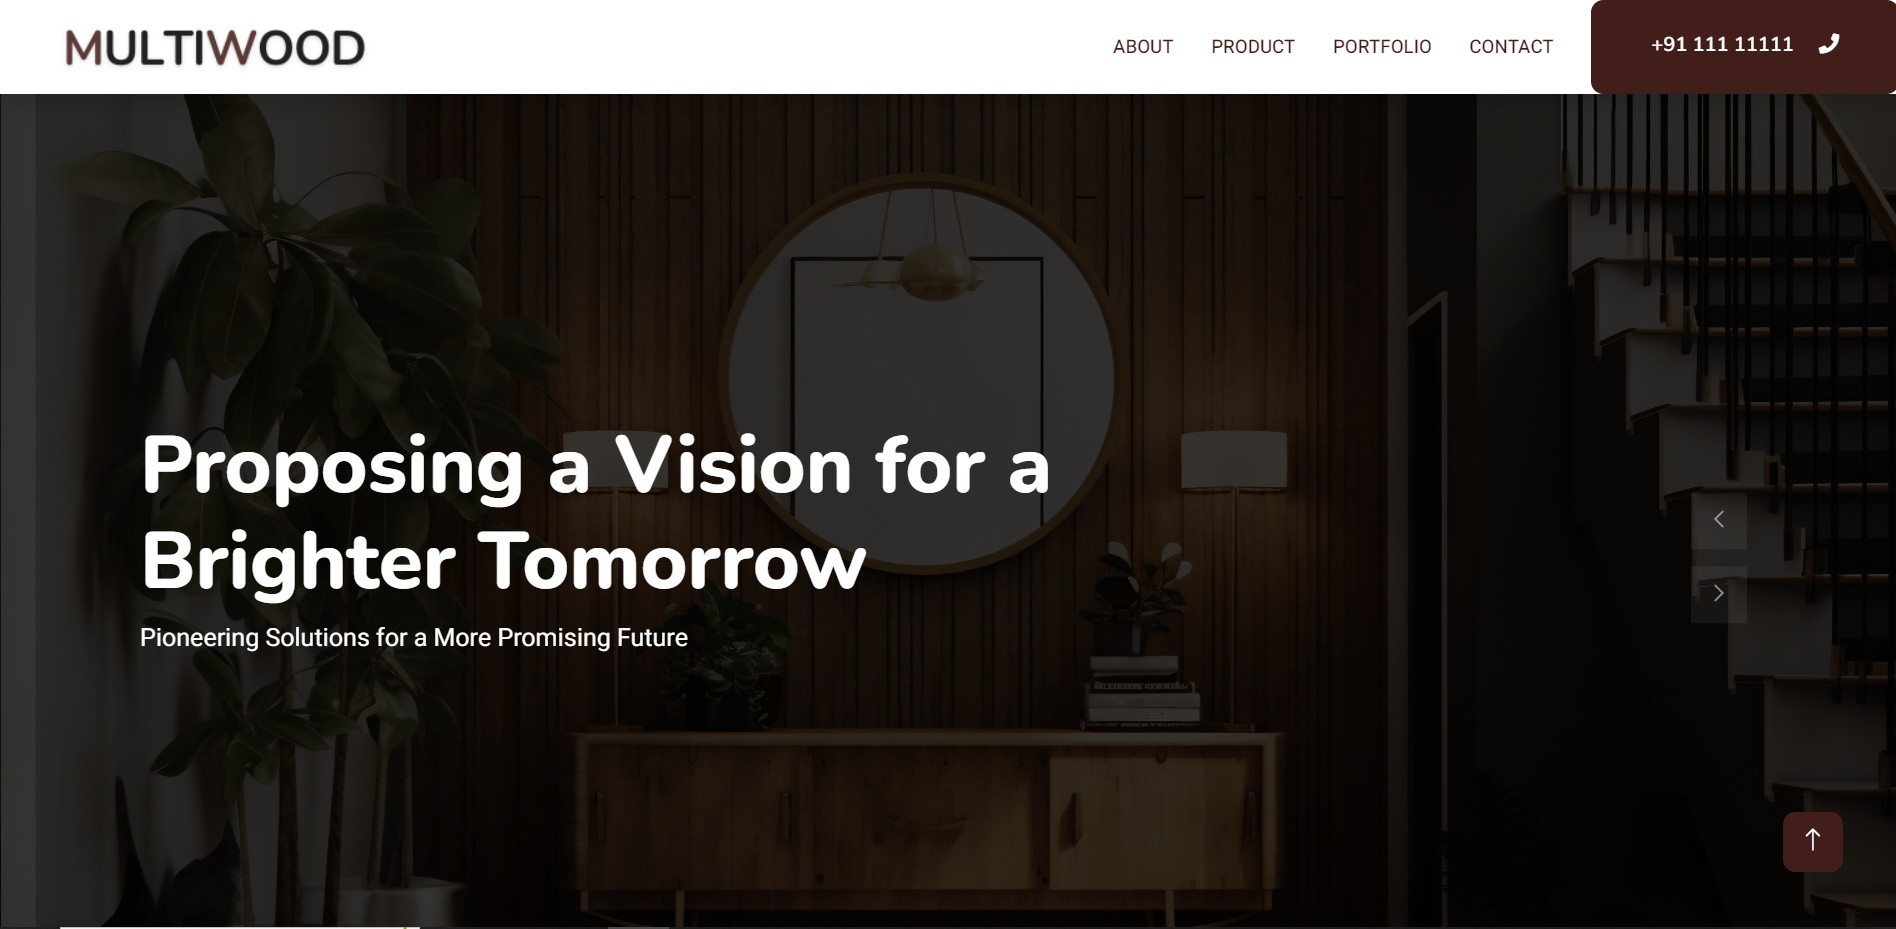 MULTIWOOD
ABOUT PRODUCT PORTFOLIO CONTACT +91 111 11111
Proposing a Vision for a
Brighter Tomorrow
Pioneering Solutions for a More Promising Future